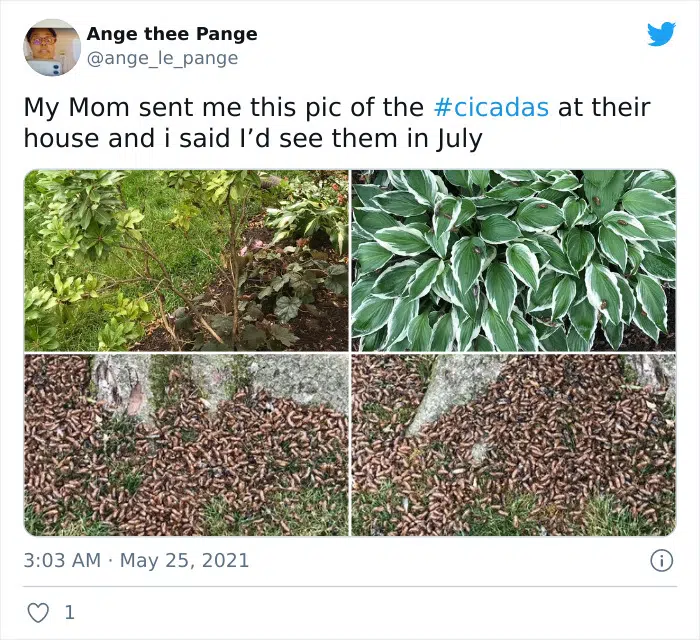 Ange thee Pange
@ange_le_pange
My Mom sent me this pic of the #cicadas at their
house and i said I’d see them in July
3:03 AM · May 25, 2021
1